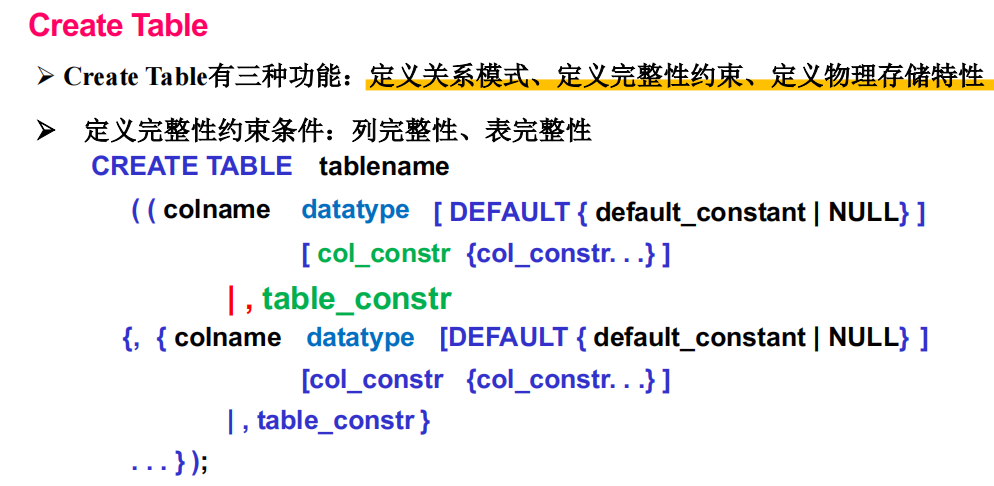 Create Table
➢ Create Table有三种功能：定义关系模式、定义完整性约束、定义物理存储特性
➢ 定义完整性约束条件：列完整性、表完整性
CREATE TABLE tablename
( ( colname datatype [ DEFAULT { default_constant | NULL} ]
[ col_constr {col_constr. . .} ]
| , table_constr
{, { colname datatype [DEFAULT { default_constant | NULL} ]
[col_constr {col_constr. . .} ]
| , table_constr }
. . . } );